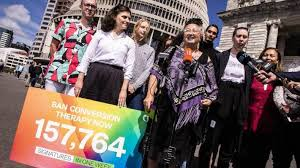 BAN CONVERSION
THERAPY NOW
157,764
SIGNATURES IN ONE WEEK